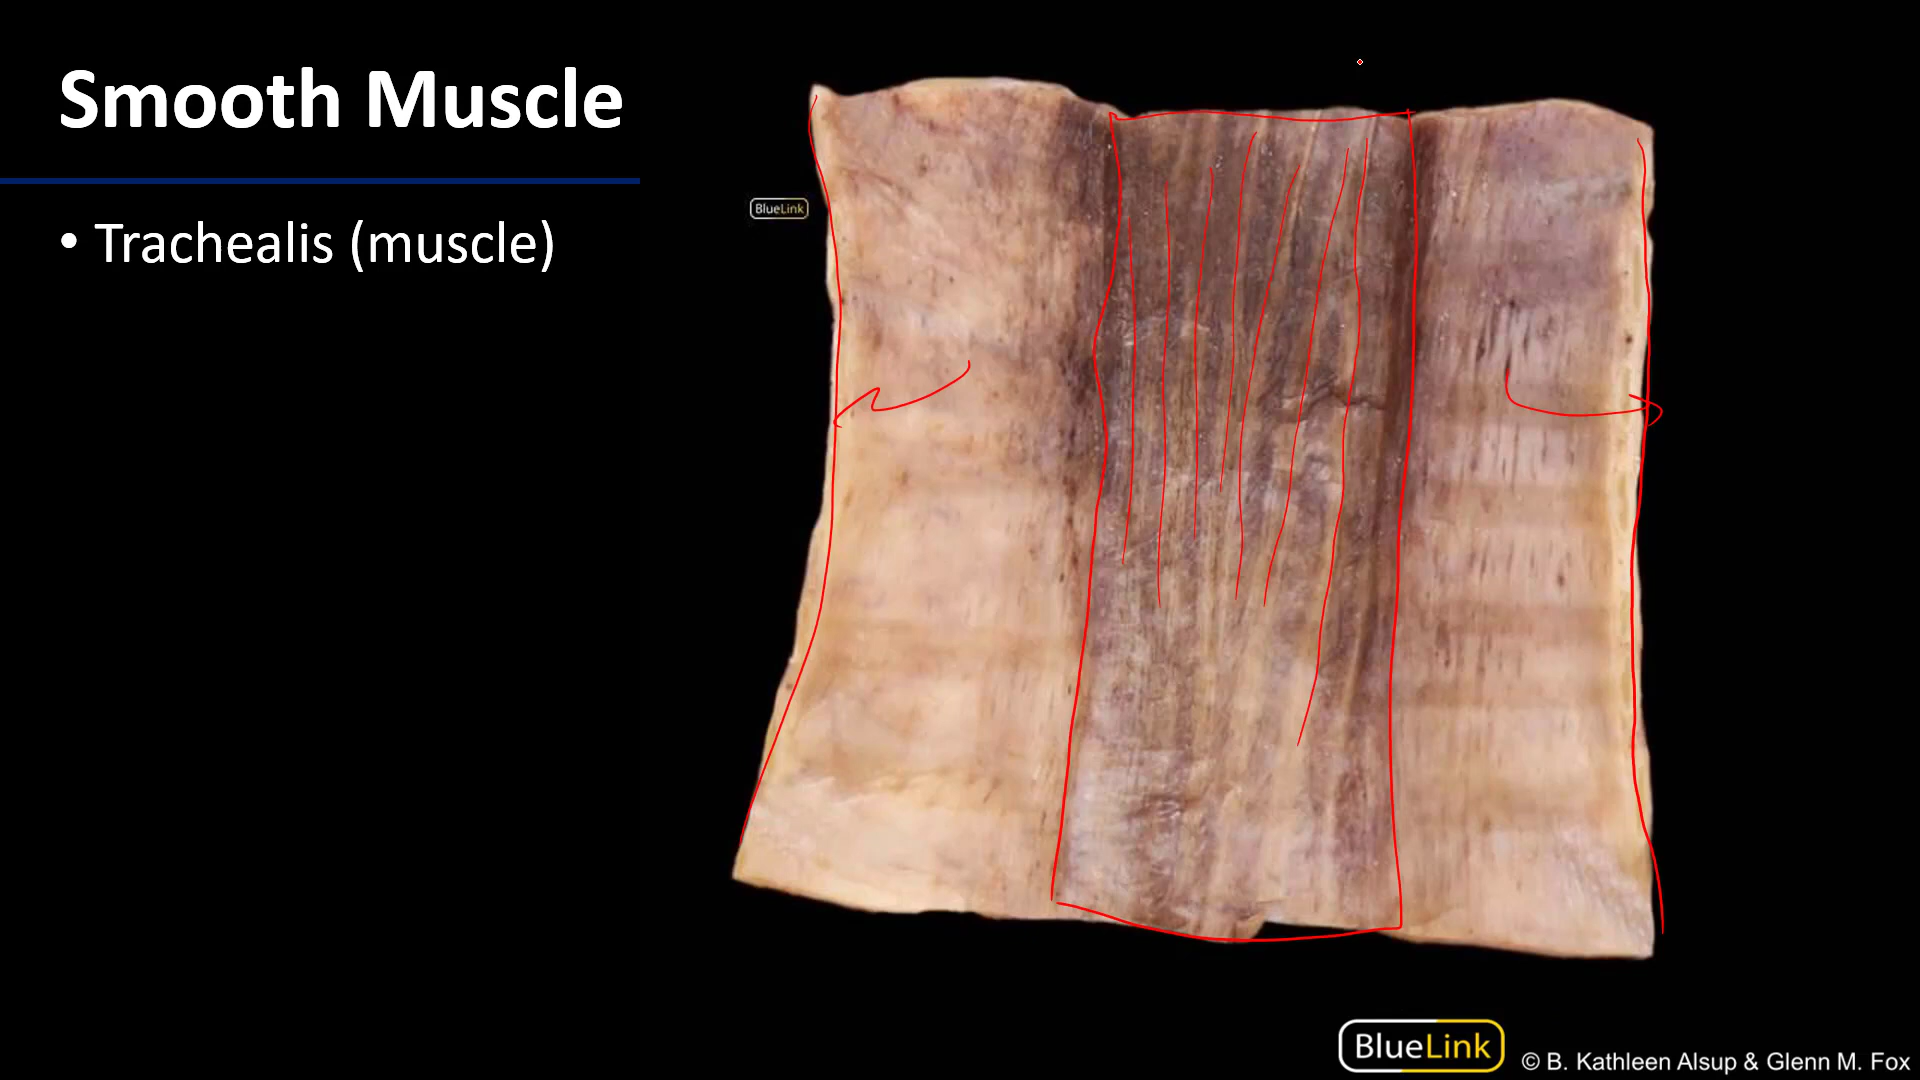 Smooth Muscle
• Trachealis (muscle)
BlueLink
BlueLink
© B. Kathleen Alsup & Glenn M. Fox